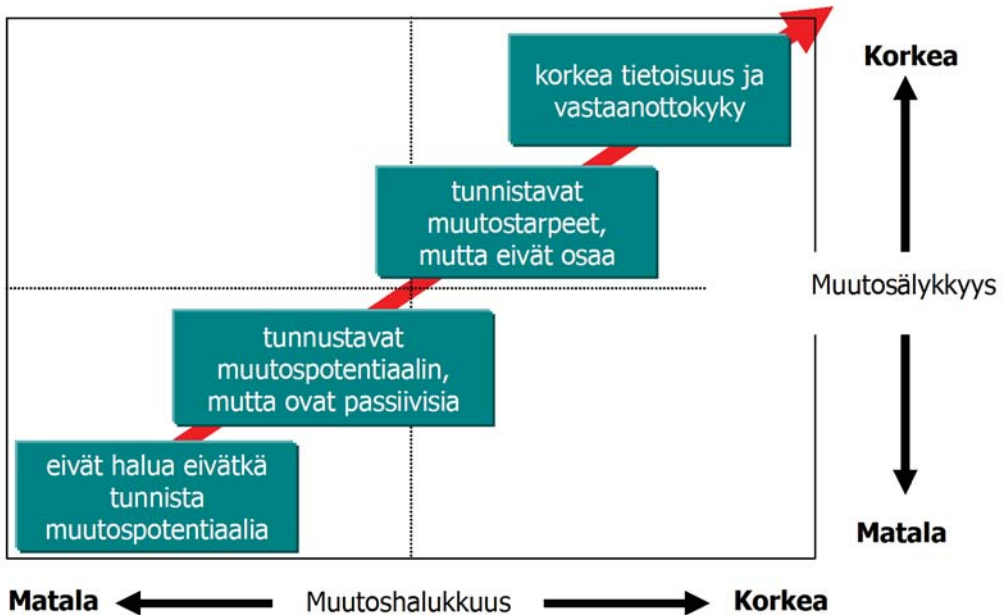 korkea tietoisuus ja
vastaanottokyky
tunnistavat
muutostarpeet,
mutta eivät osaa
tunnustavat
muutospotentiaalin,
mutta ovat passiivisia
eivät halua eivätkä
tunnista
muutospotentiaalia
Korkea
Muutosälykkyys
Matala
Matala
Muutoshalukkuus
Korkea